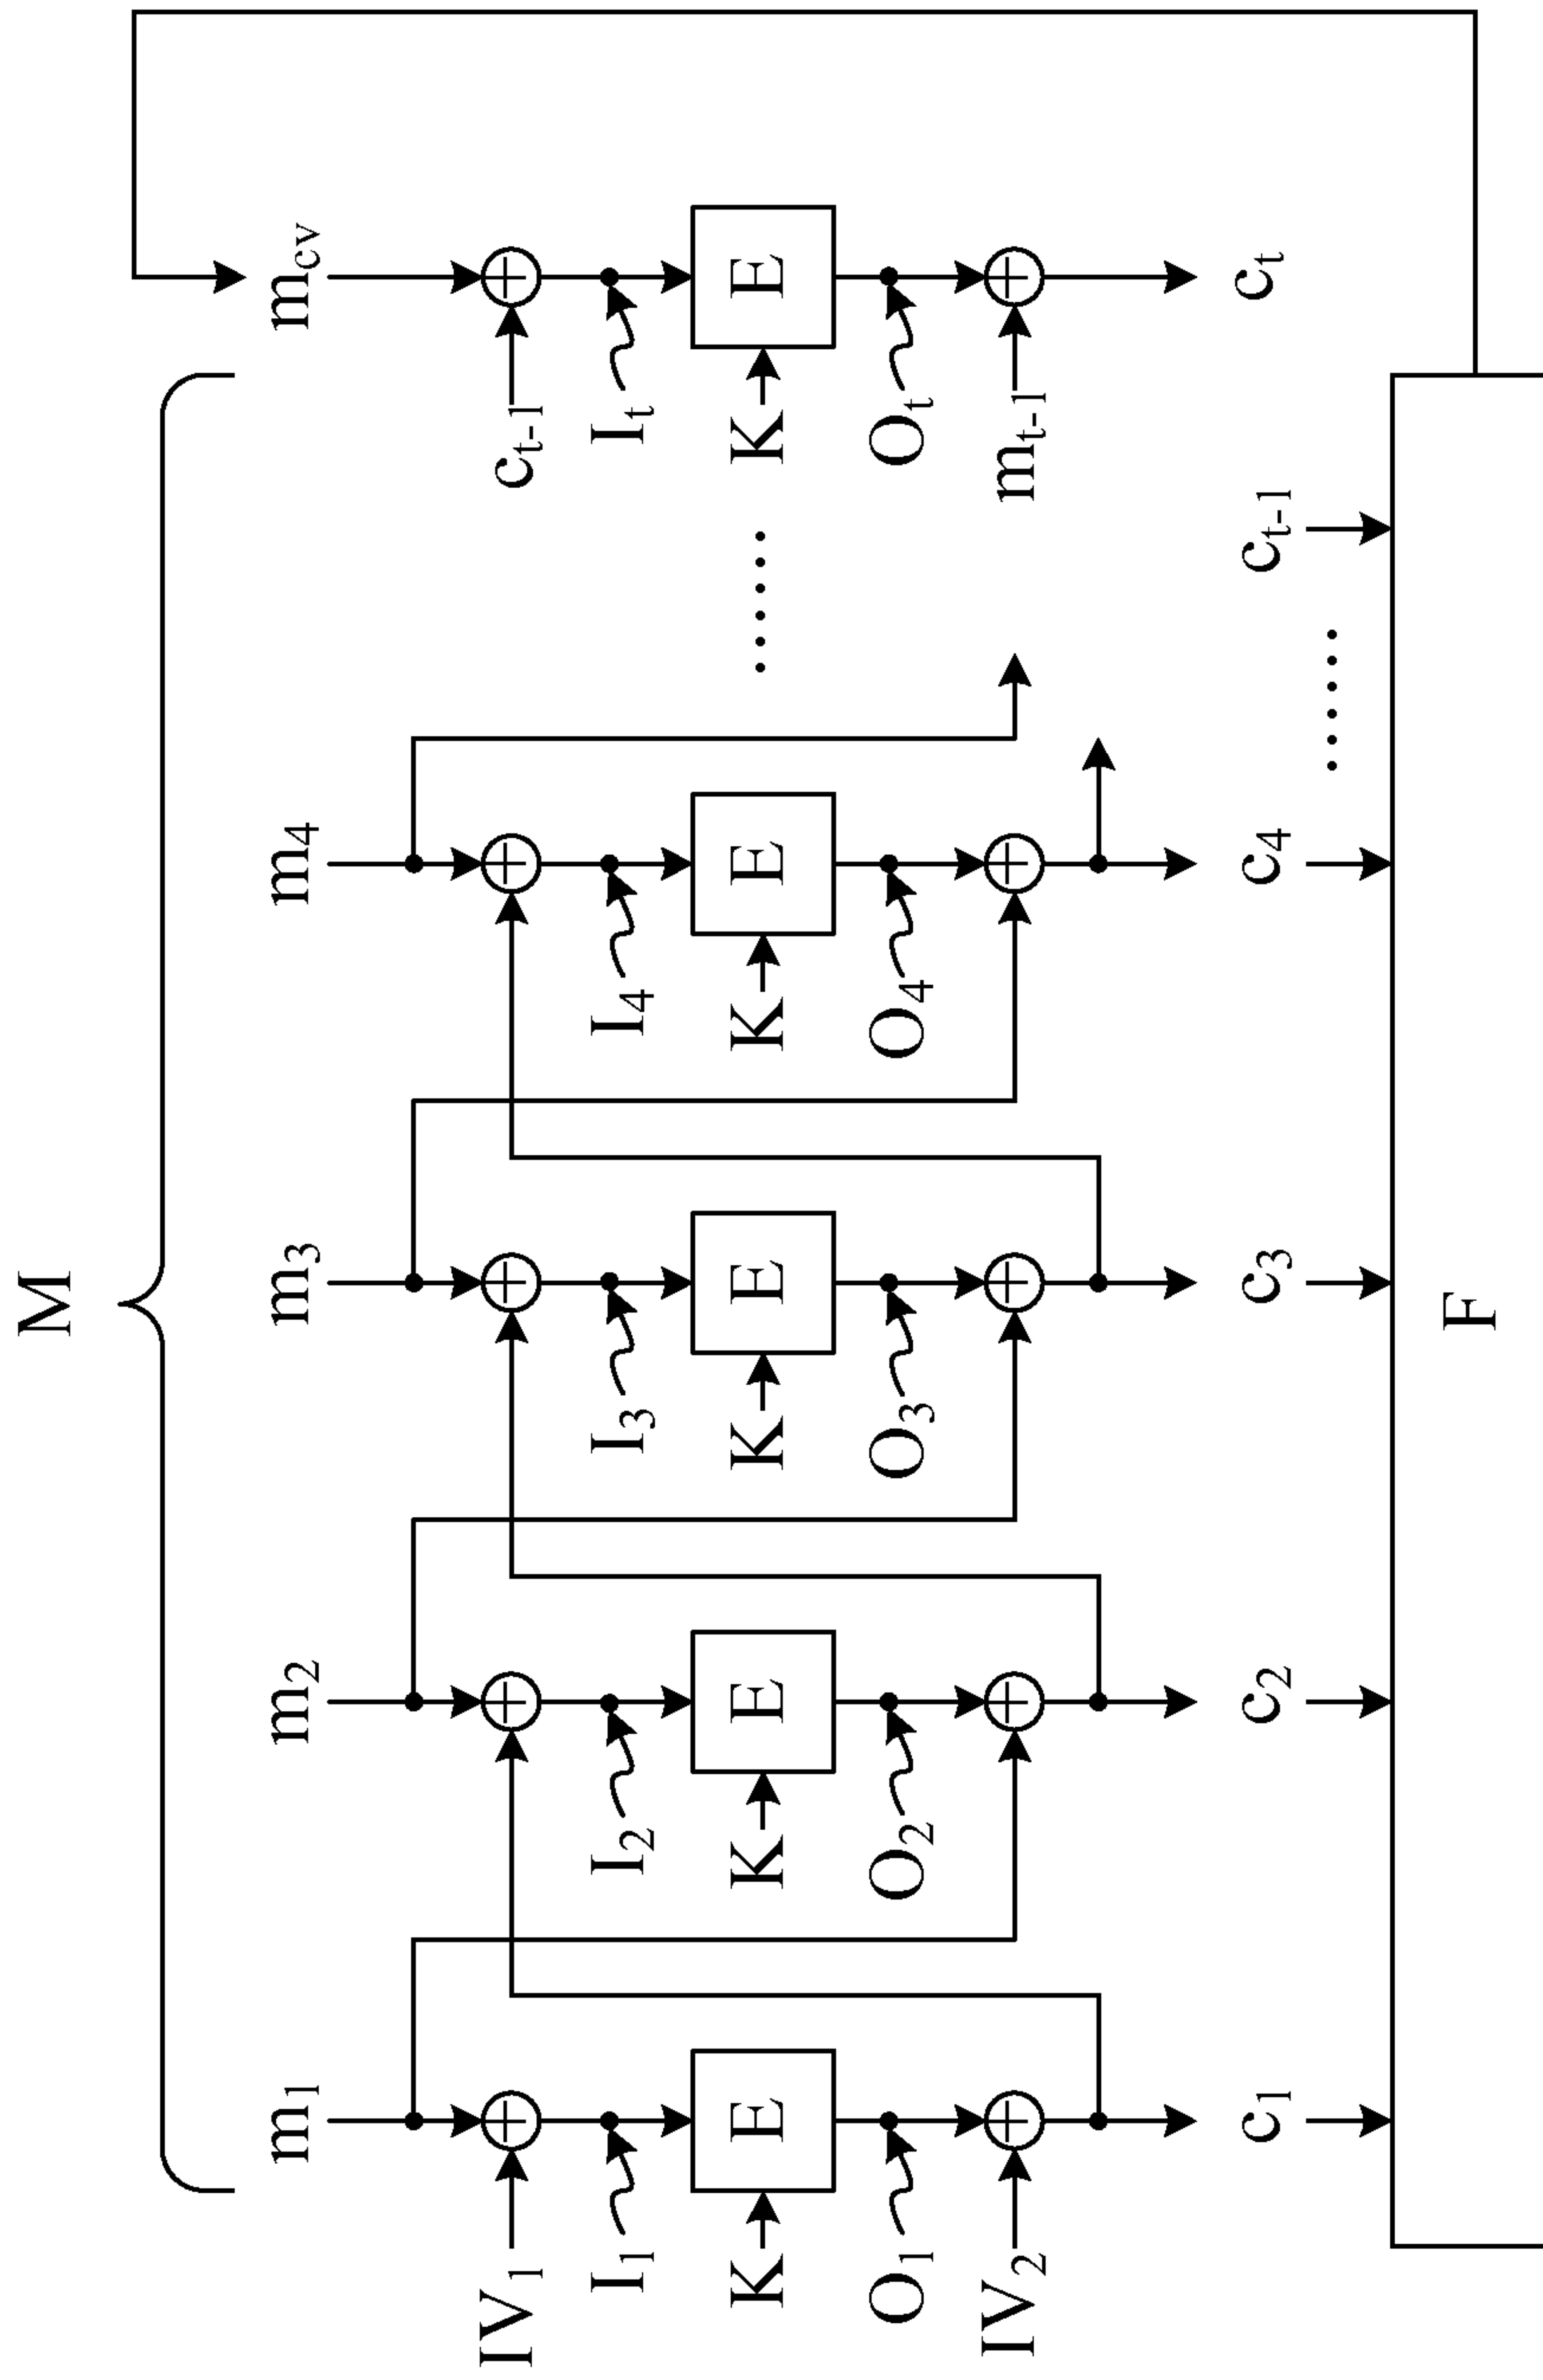 M
m1 m2 m3 m4 mcv
IV1 ct-1
I1 I2 I3 I4 It
K E K E K E K E ...... K E
O1 O2 O3 O4 Ot
IV2 mt-1
c1 c2 c3 c4 ...... ct-1 ct
F